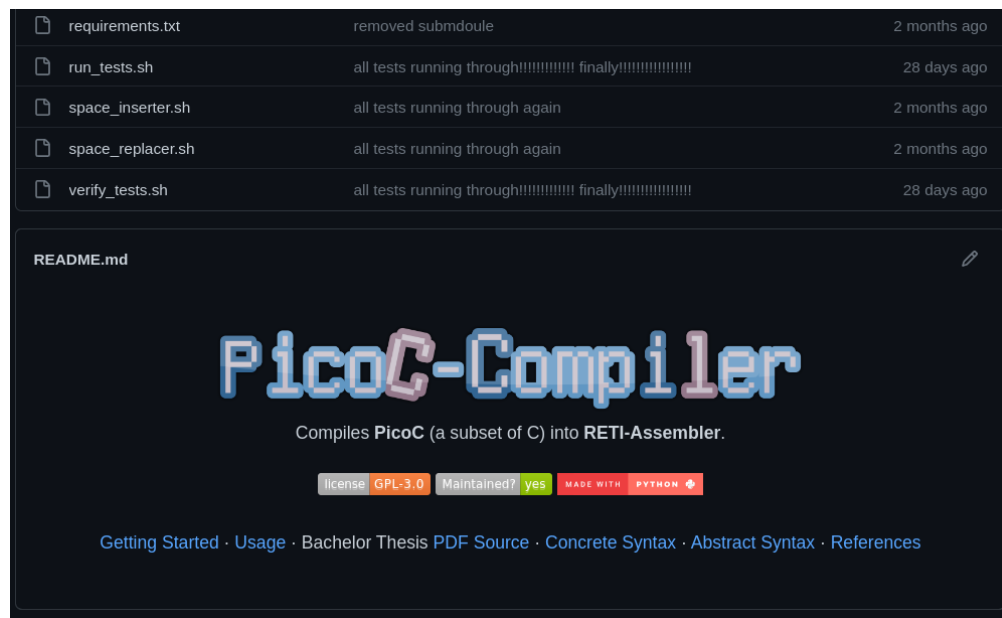 requirements.txt removed submdoule 2 months ago
run_tests.sh all tests running through!!!!!!!!!!!!! finally!!!!!!!!!!!!!!!!! 28 days ago
space_inserter.sh all tests running through again 2 months ago
space_replacer.sh all tests running through again 2 months ago
verify_tests.sh all tests running through!!!!!!!!!!!!! finally!!!!!!!!!!!!!!!!! 28 days ago
README.md
PicoC-Compiler
Compiles PicoC (a subset of C) into RETI-Assembler.
license GPL-3.0 Maintained? yes MADE WITH PYTHON
Getting Started · Usage · Bachelor Thesis PDF Source · Concrete Syntax · Abstract Syntax · References